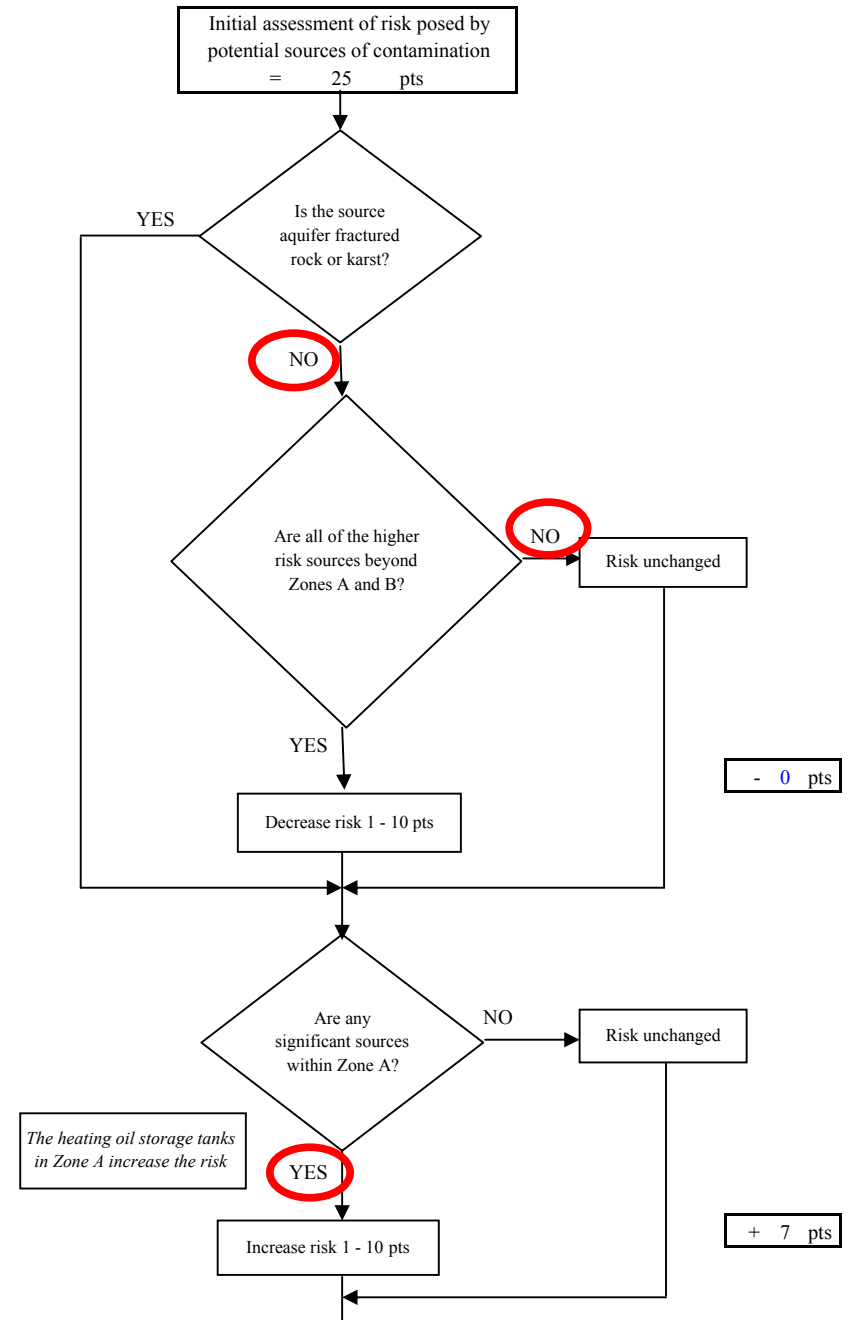 Initial assessment of risk posed by
potential sources of contamination
= 25 pts
Is the source
aquifer fractured
rock or karst?
YES
NO
Are all of the higher
risk sources beyond
Zones A and B?
NO
Risk unchanged
YES
- 0 pts
Decrease risk 1 - 10 pts
Are any
significant sources
within Zone A?
NO
Risk unchanged
The heating oil storage tanks
in Zone A increase the risk
YES
+ 7 pts
Increase risk 1 - 10 pts